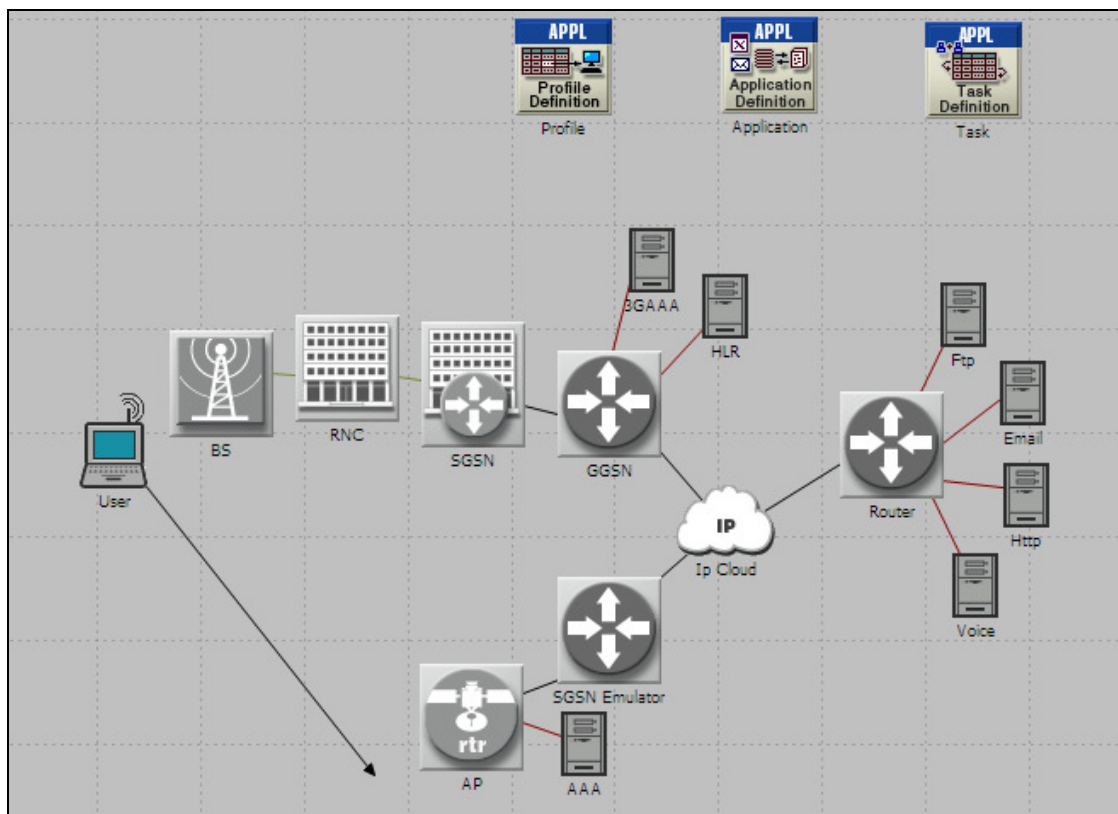 APPL
Profiile
Definition
Profile
APPL
Application
Definition
Application
APPL
Task
Definition
Task
3GAAA
HLR
Ftp
Email
Http
Voice
Router
BS
RNC
SGSN
GGSN
User
IP
Ip Cloud
SGSN Emulator
rtr
AP
AAA